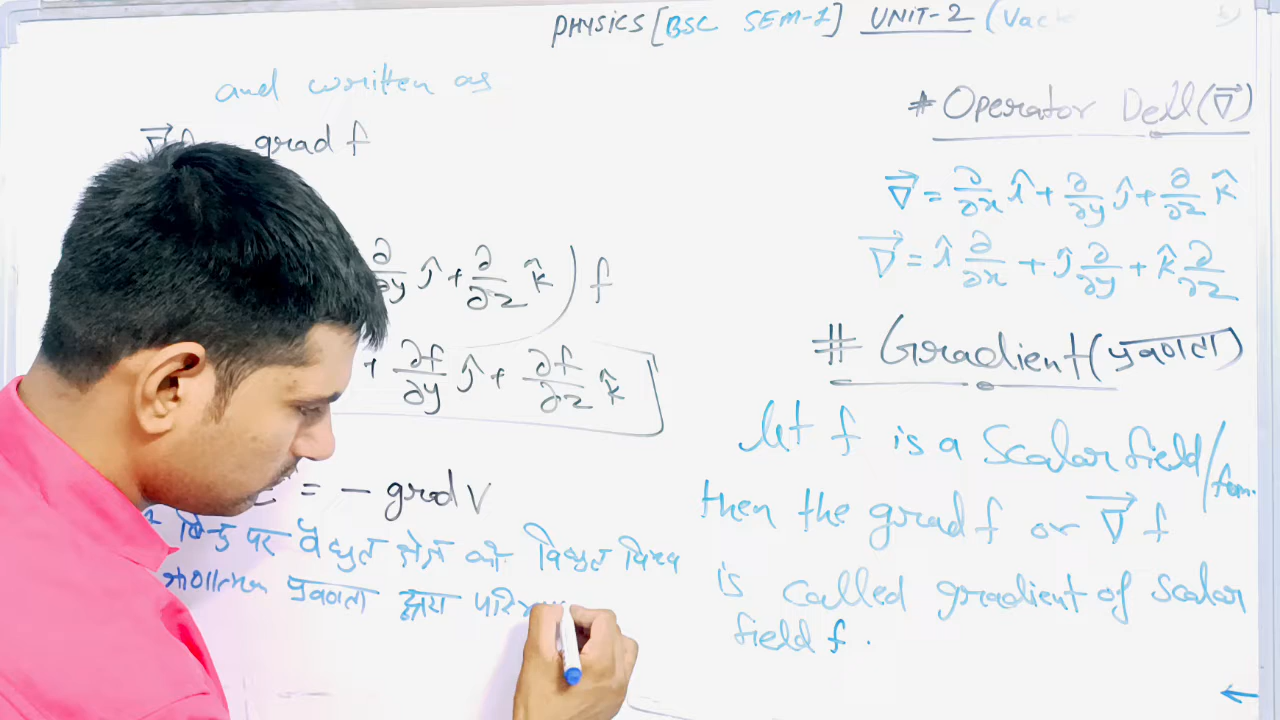 PHYSICS [BSC SEM-1] UNIT-2 (Vact
and written as
grad f
∂/∂y ĵ + ∂/∂z k̂ ) f
+ ∂f/∂y ĵ + ∂f/∂z k̂
= - grad V
बिन्दु पर वैद्युत क्षेत्र को विद्युत विभव
प्रवणता द्वारा
# Operator Dell (∇⃗)
∇⃗ = ∂/∂x î + ∂/∂y ĵ + ∂/∂z k̂
∇⃗ = î ∂/∂x + ĵ ∂/∂y + k̂ ∂/∂z
# Gradient (प्रवणता)
Let f is a Scalar field/
then the grad f or ∇⃗ f
is called gradient of Scalar
field f.